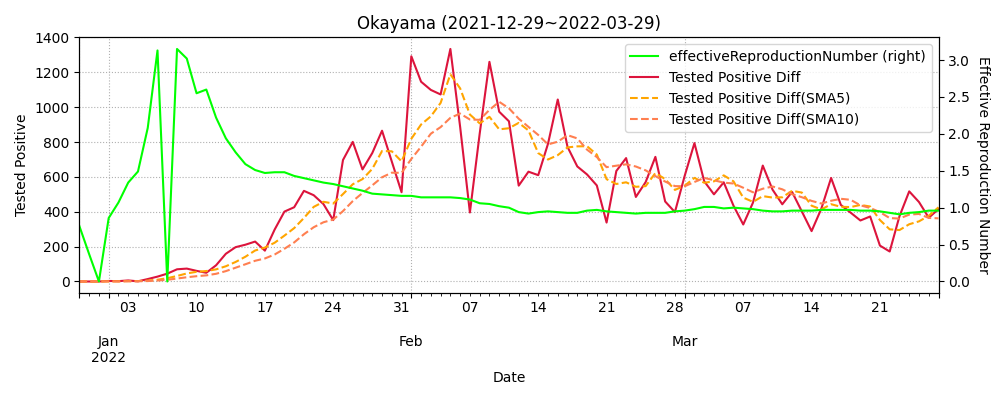 Okayama (2021-12-29~2022-03-29)
effectiveReproductionNumber (right)
Tested Positive Diff
Tested Positive Diff(SMA5)
Tested Positive Diff(SMA10)
Tested Positive
1400
1200
1000
800
600
400
200
0
Effective Reproduction Number
3.0
2.5
2.0
1.5
1.0
0.5
0.0
03 10 17 24 31 07 14 21 28 07 14 21
Jan Feb Mar
2022
Date